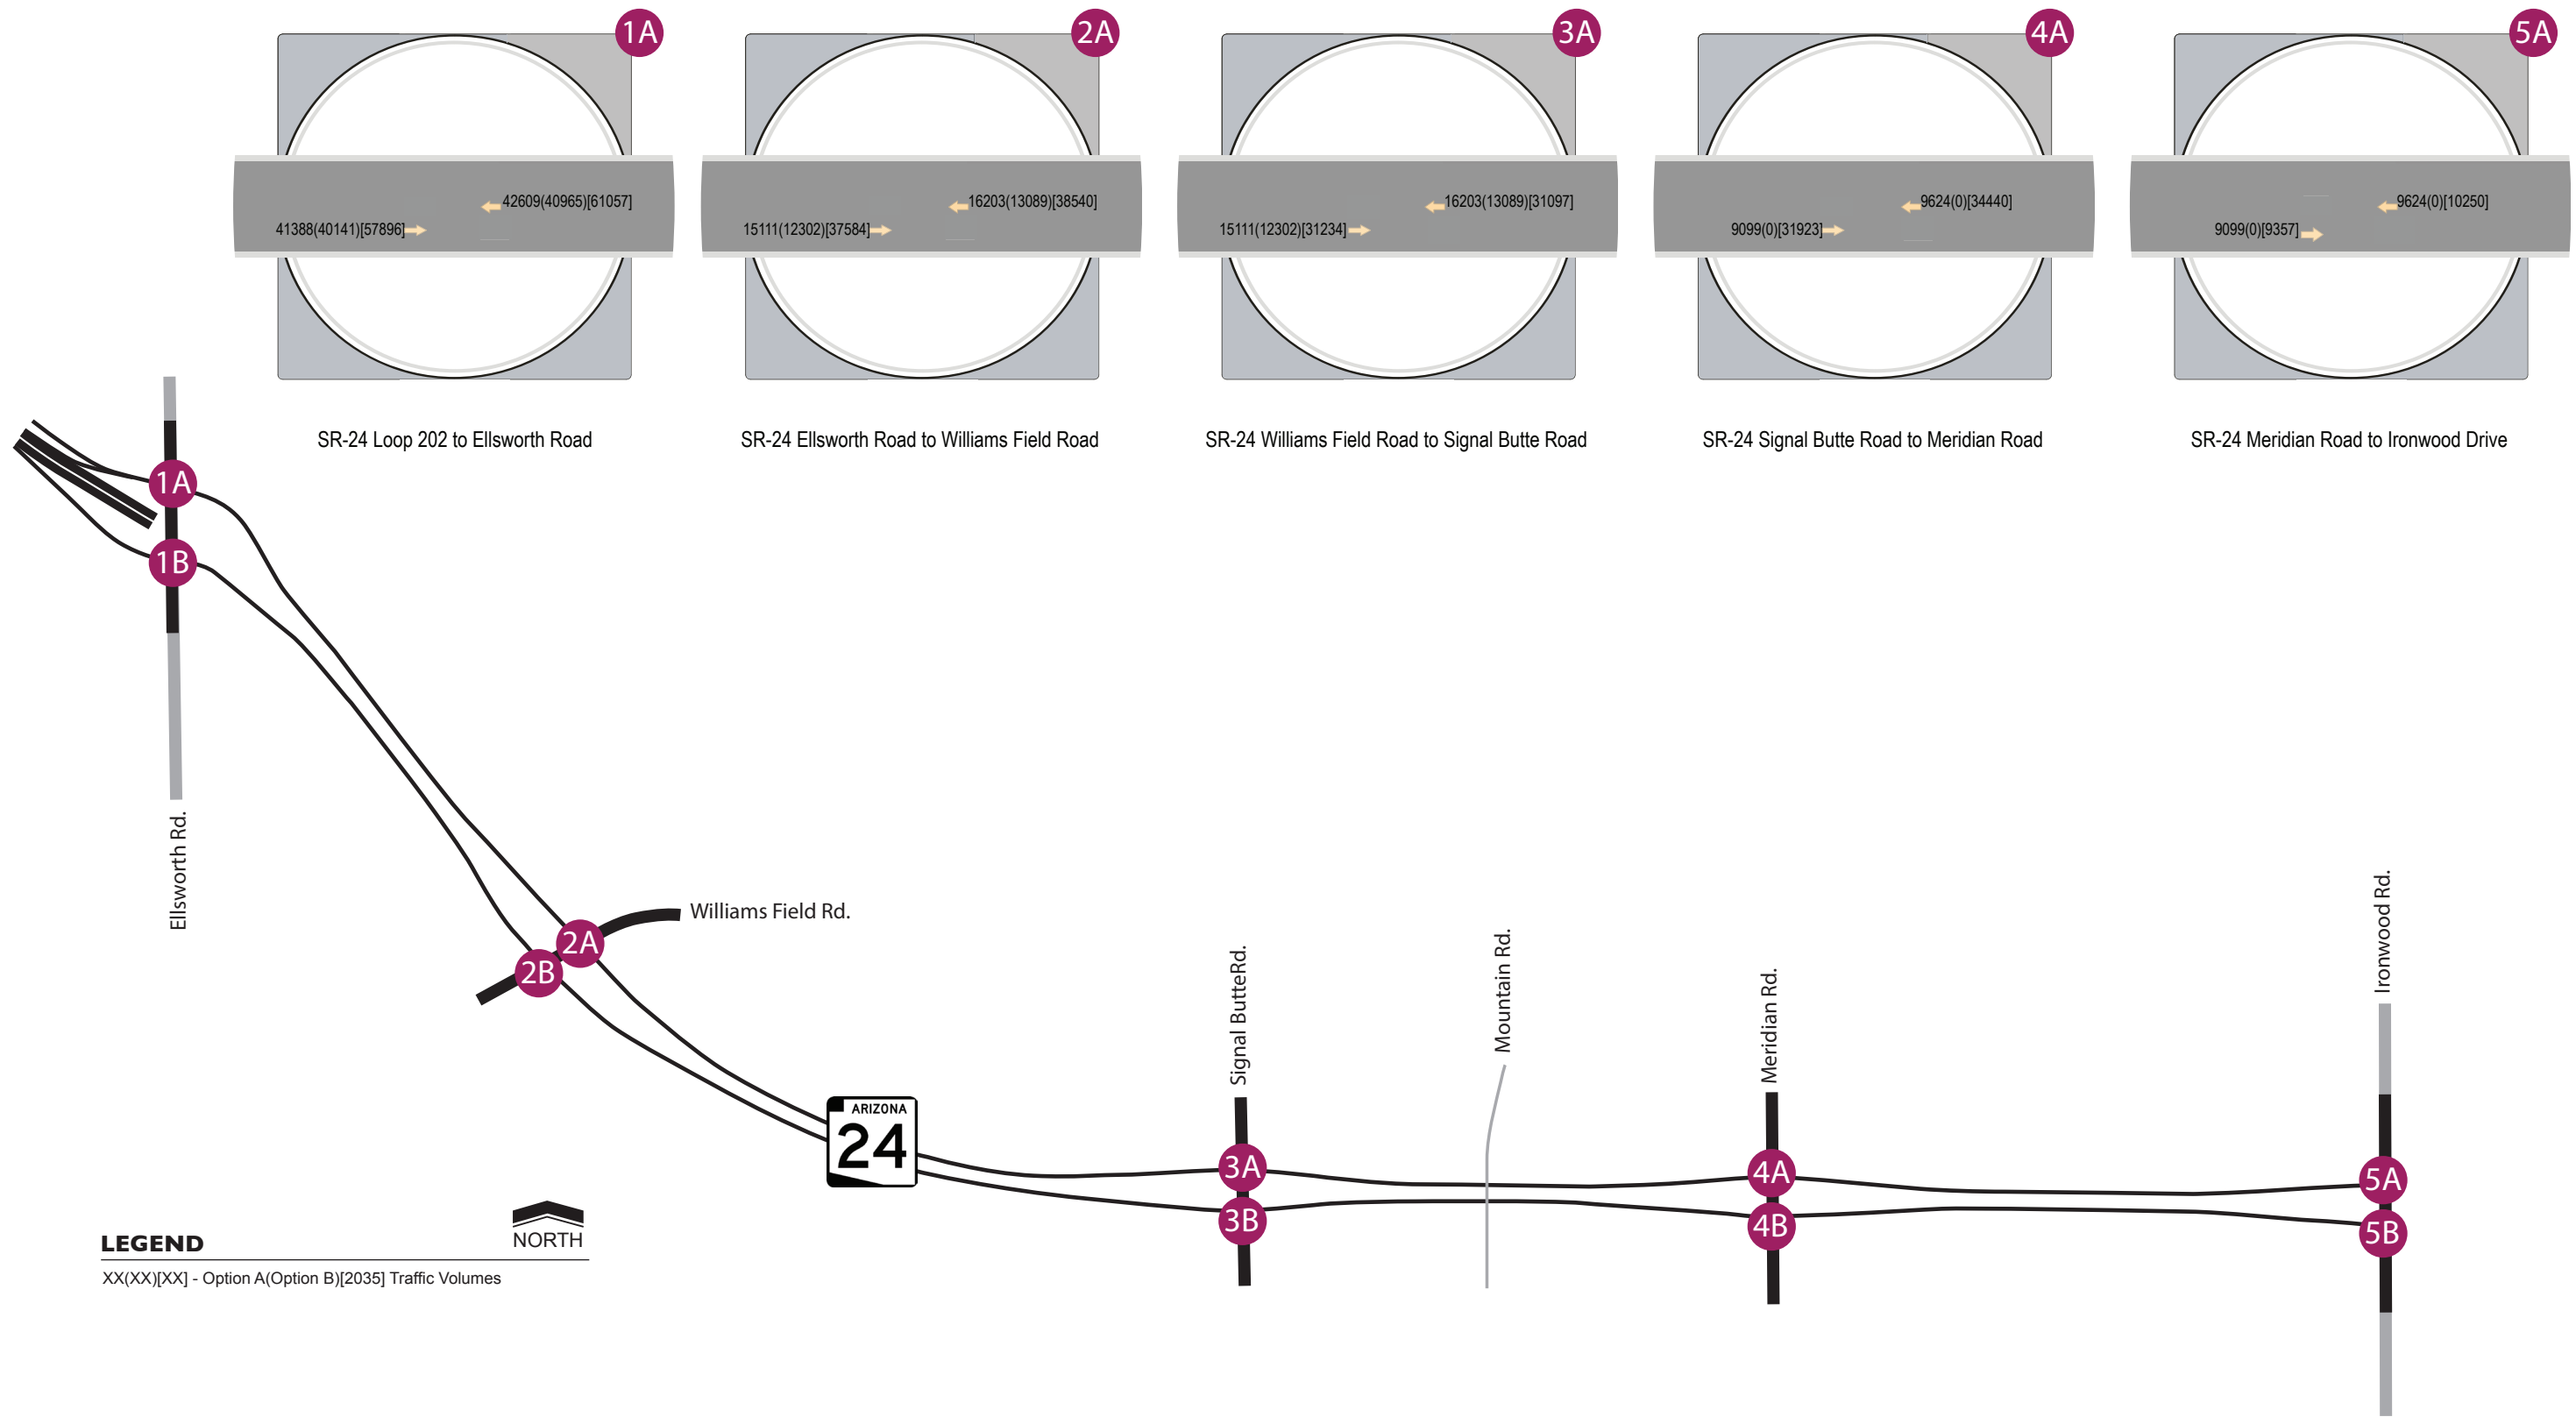 1A
2A
3A
4A
5A
42609(40965)[61057]
41388(40141)[57896]
16203(13089)[38540]
15111(12302)[37584]
16203(13089)[31097]
15111(12302)[31234]
9624(0)[34440]
9099(0)[31923]
9624(0)[10250]
9099(0)[9357]
SR-24 Loop 202 to Ellsworth Road
SR-24 Ellsworth Road to Williams Field Road
SR-24 Williams Field Road to Signal Butte Road
SR-24 Signal Butte Road to Meridian Road
SR-24 Meridian Road to Ironwood Drive
1A
1B
Ellsworth Rd.
Williams Field Rd.
2A
2B
ARIZONA
24
Signal ButteRd.
3A
3B
Mountain Rd.
Meridian Rd.
4A
4B
Ironwood Rd.
5A
5B
NORTH
LEGEND
XX(XX)[XX] - Option A(Option B)[2035] Traffic Volumes